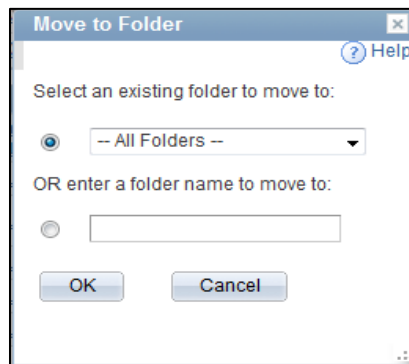 Move to Folder
Help
Select an existing folder to move to:
-- All Folders --
OR enter a folder name to move to:
OK Cancel